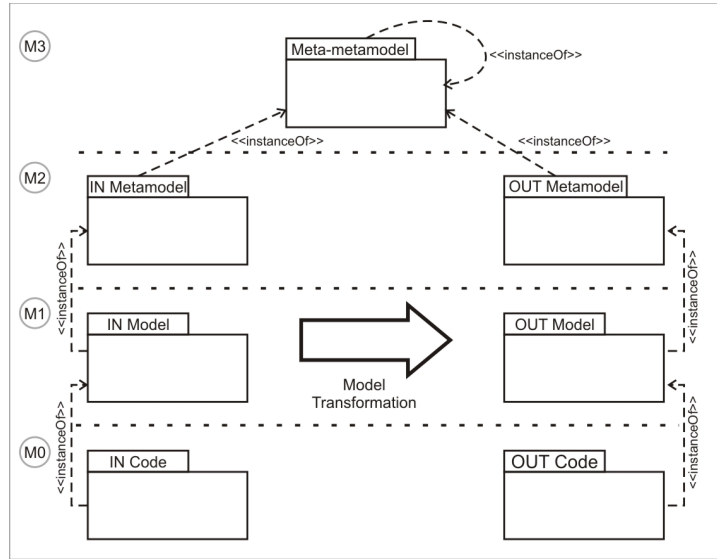 M3
Meta-metamodel
<<instanceOf>>
<<instanceOf>>
<<instanceOf>>
M2
IN Metamodel
OUT Metamodel
<<instanceOf>>
<<instanceOf>>
M1
IN Model
OUT Model
Model
Transformation
<<instanceOf>>
<<instanceOf>>
M0
IN Code
OUT Code